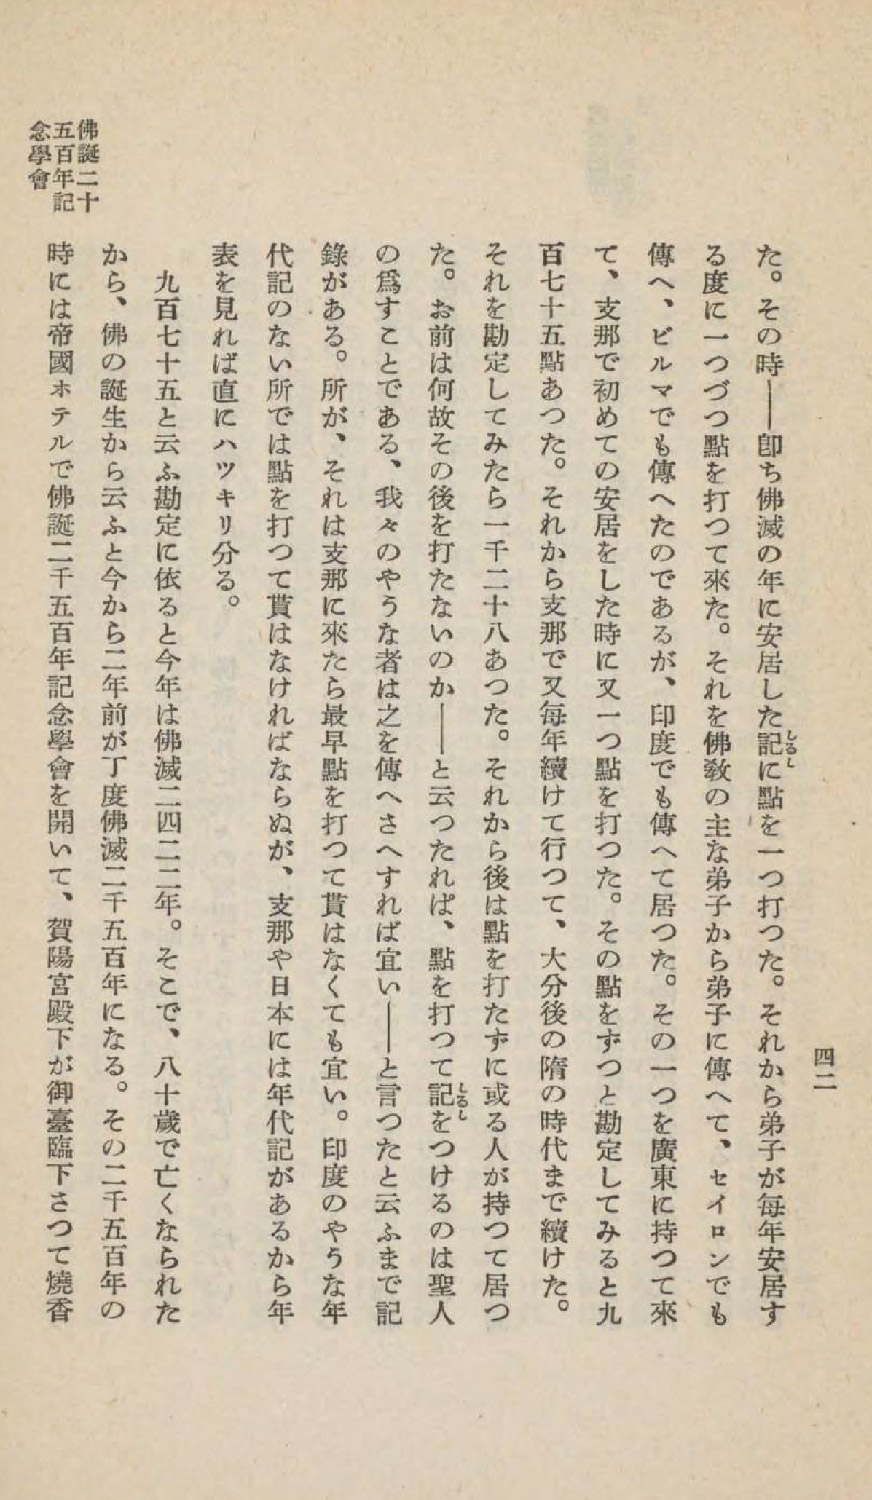 四二
た。その時――卽ち佛滅の年に安居した記に點を一つ打つた。それから弟子が每年安居す
しるし
る度に一つづつ點を打つて來た。それを佛敎の主な弟子から弟子に傳へて、セイロンでも
傳へ、ビルマでも傳へたのであるが、印度でも傳へて居つた。その一つを廣東に持つて來
て、支那で初めての安居をした時に又一つ點を打つた。その點をずつと勘定してみると九
百七十五點あつた。それから支那で又每年續けて行つて、大分後の隋の時代まで續けた。
それを勘定してみたら一千二十八あつた。それから後は點を打たずに或る人が持つて居つ
た。お前は何故その後を打たないのか――と云つたれば、點を打つて記をつけるのは聖人
しるし
の爲すことである、我々のやうな者は之を傳へさへすれば宜い――と言つたと云ふまで記
錄がある。所が、それは支那に來たら最早點を打つて貰はなくても宜い。印度のやうな年
代記のない所では點を打つて貰はなければならぬが、支那や日本には年代記があるから年
表を見れば直にハツキリ分る。
九百七十五と云ふ勘定に依ると今年は佛滅二四二二年。そこで、八十歲で亡くなられた
から、佛の誕生から云ふと今から二年前が丁度佛滅二千五百年になる。その二千五百年の
時には帝國ホテルで佛誕二千五百年記念學會を開いて、賀陽宮殿下が御臺臨下さつて燒香
佛誕二十
五百年記
念學會